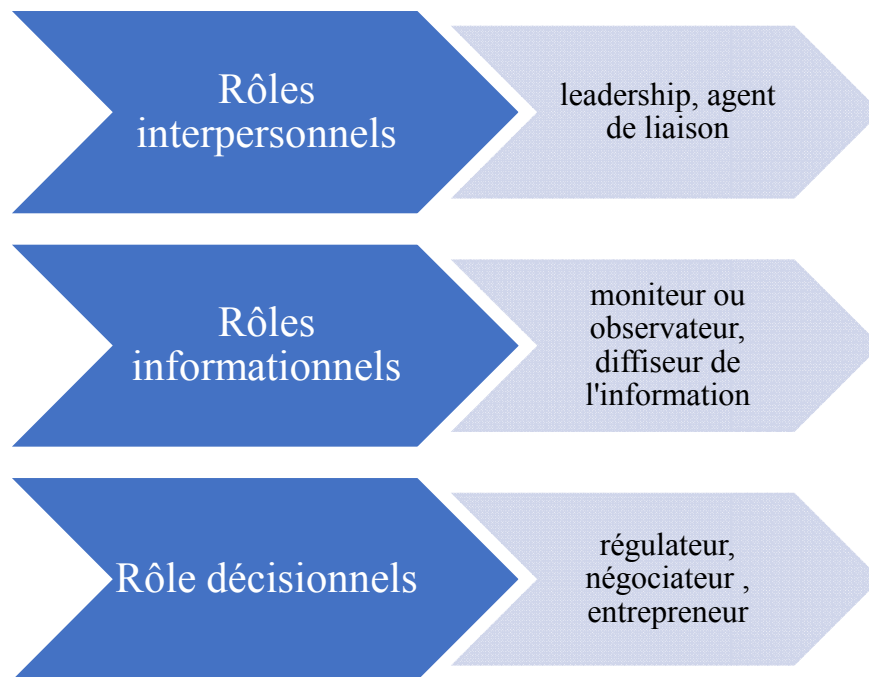 Rôles
interpersonnels
leadership, agent
de liaison
Rôles
informationnels
moniteur ou
observateur,
diffiseur de
l'information
Rôle décisionnels
régulateur,
négociateur ,
entrepreneur